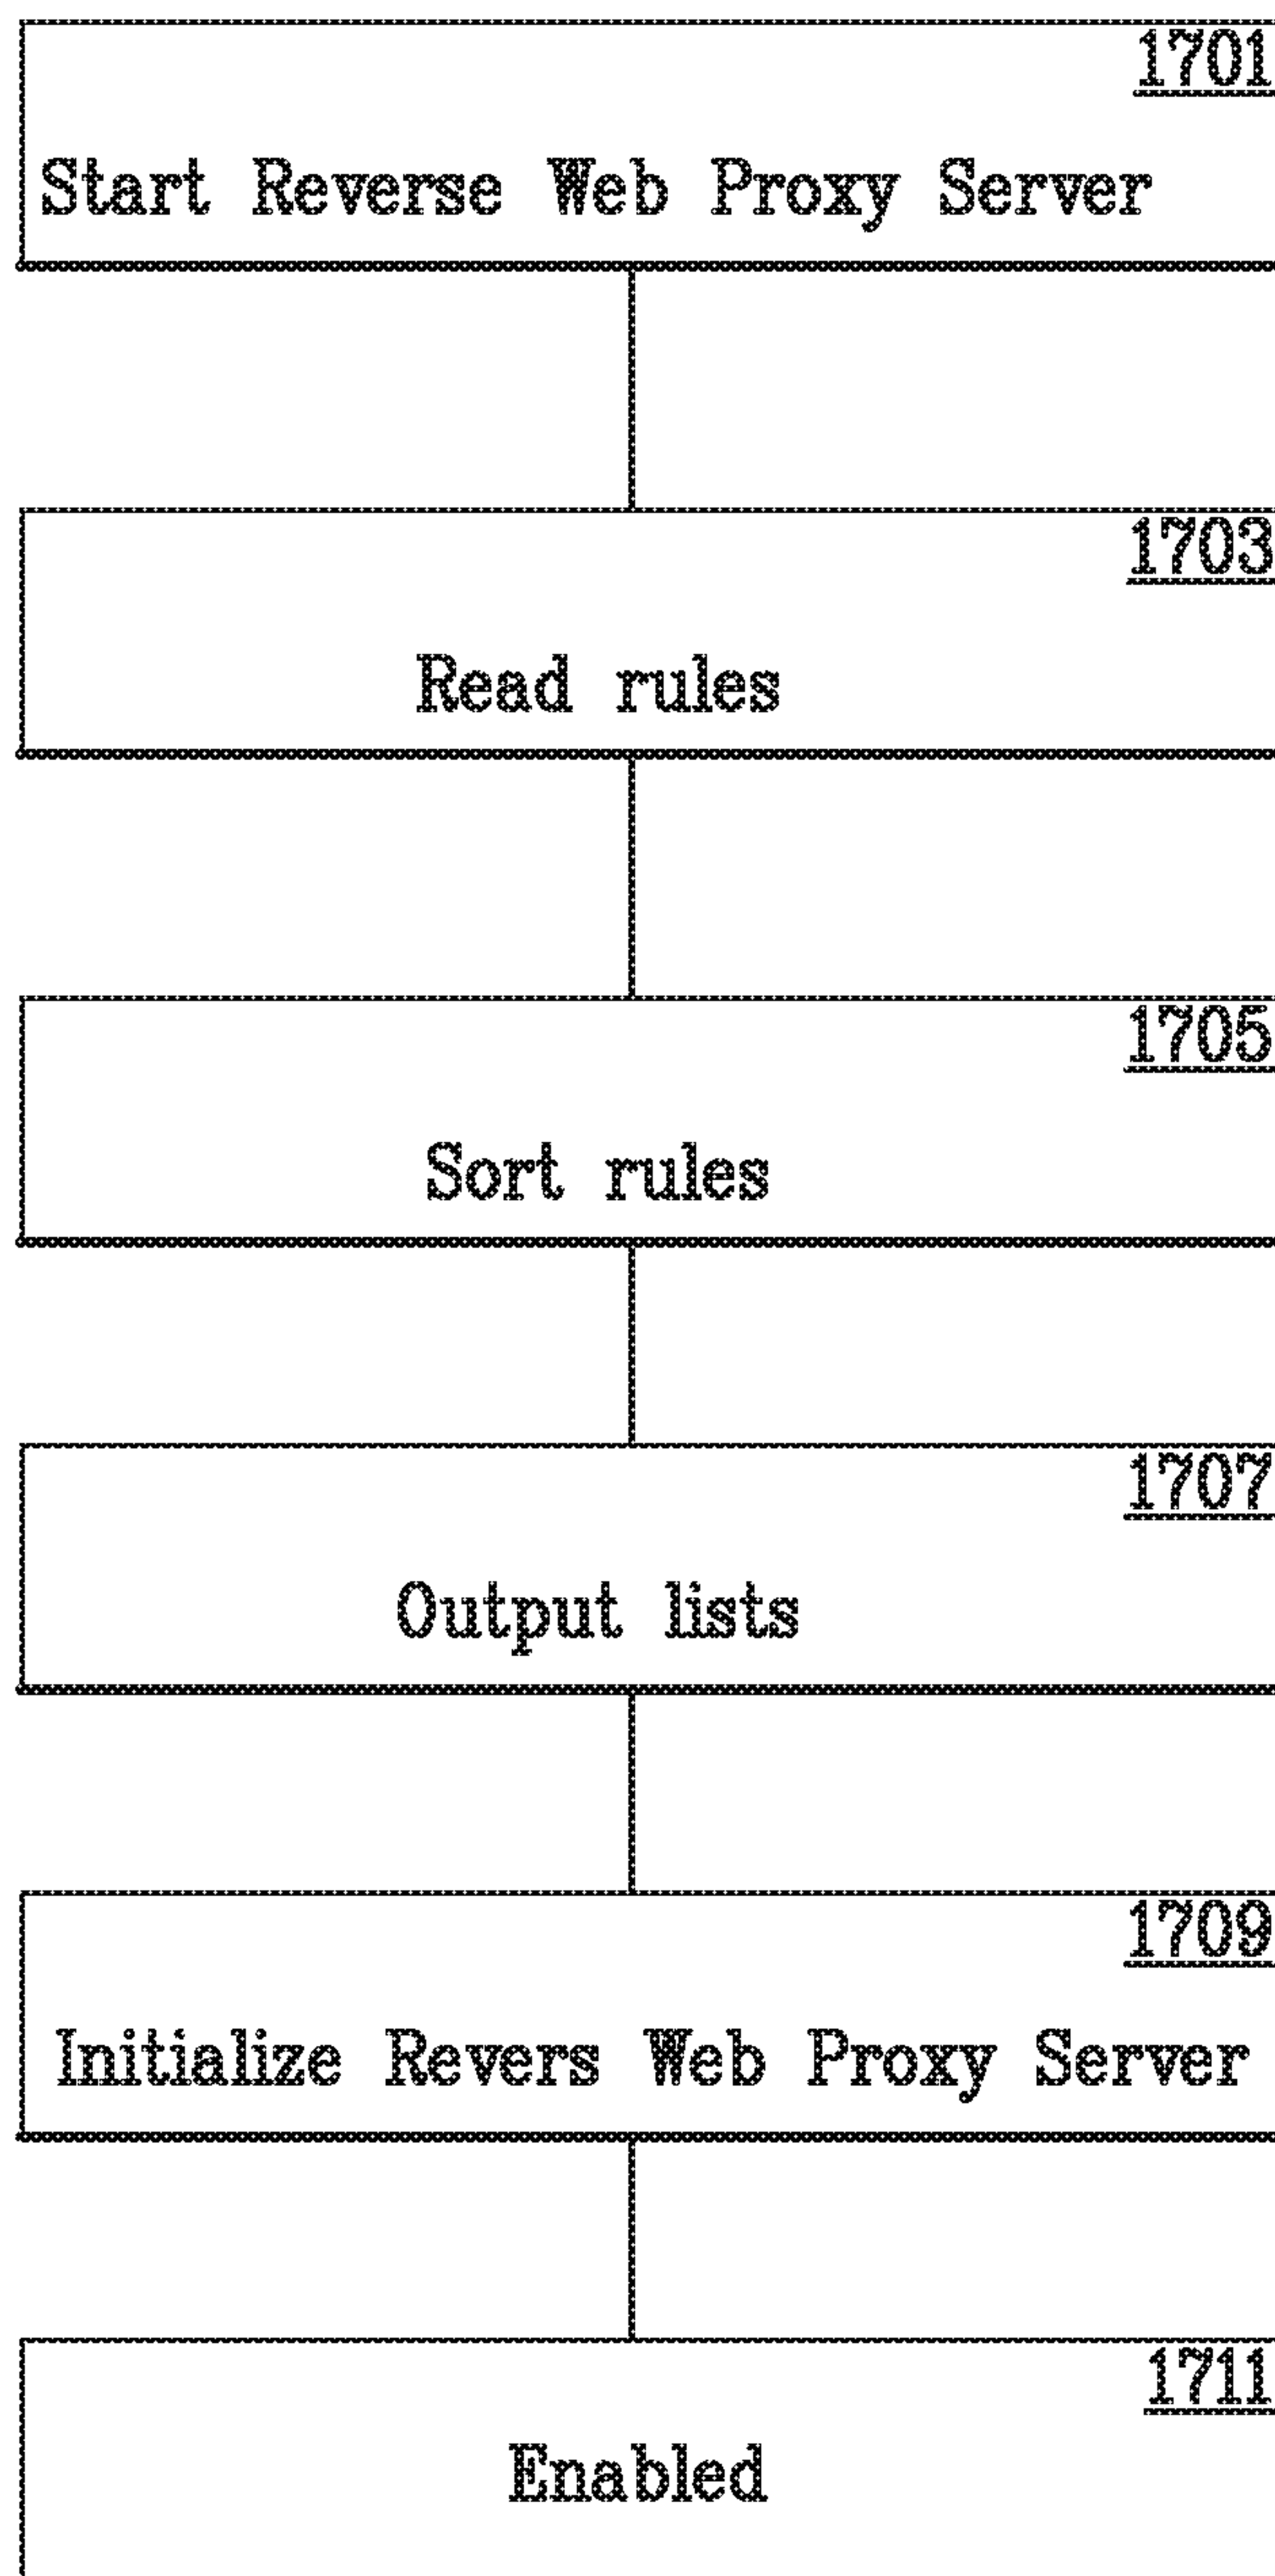 1701
Start Reverse Web Proxy Server
1703
Read rules
1705
Sort rules
1707
Output lists
1709
Initialize Revers Web Proxy Server
1711
Enabled